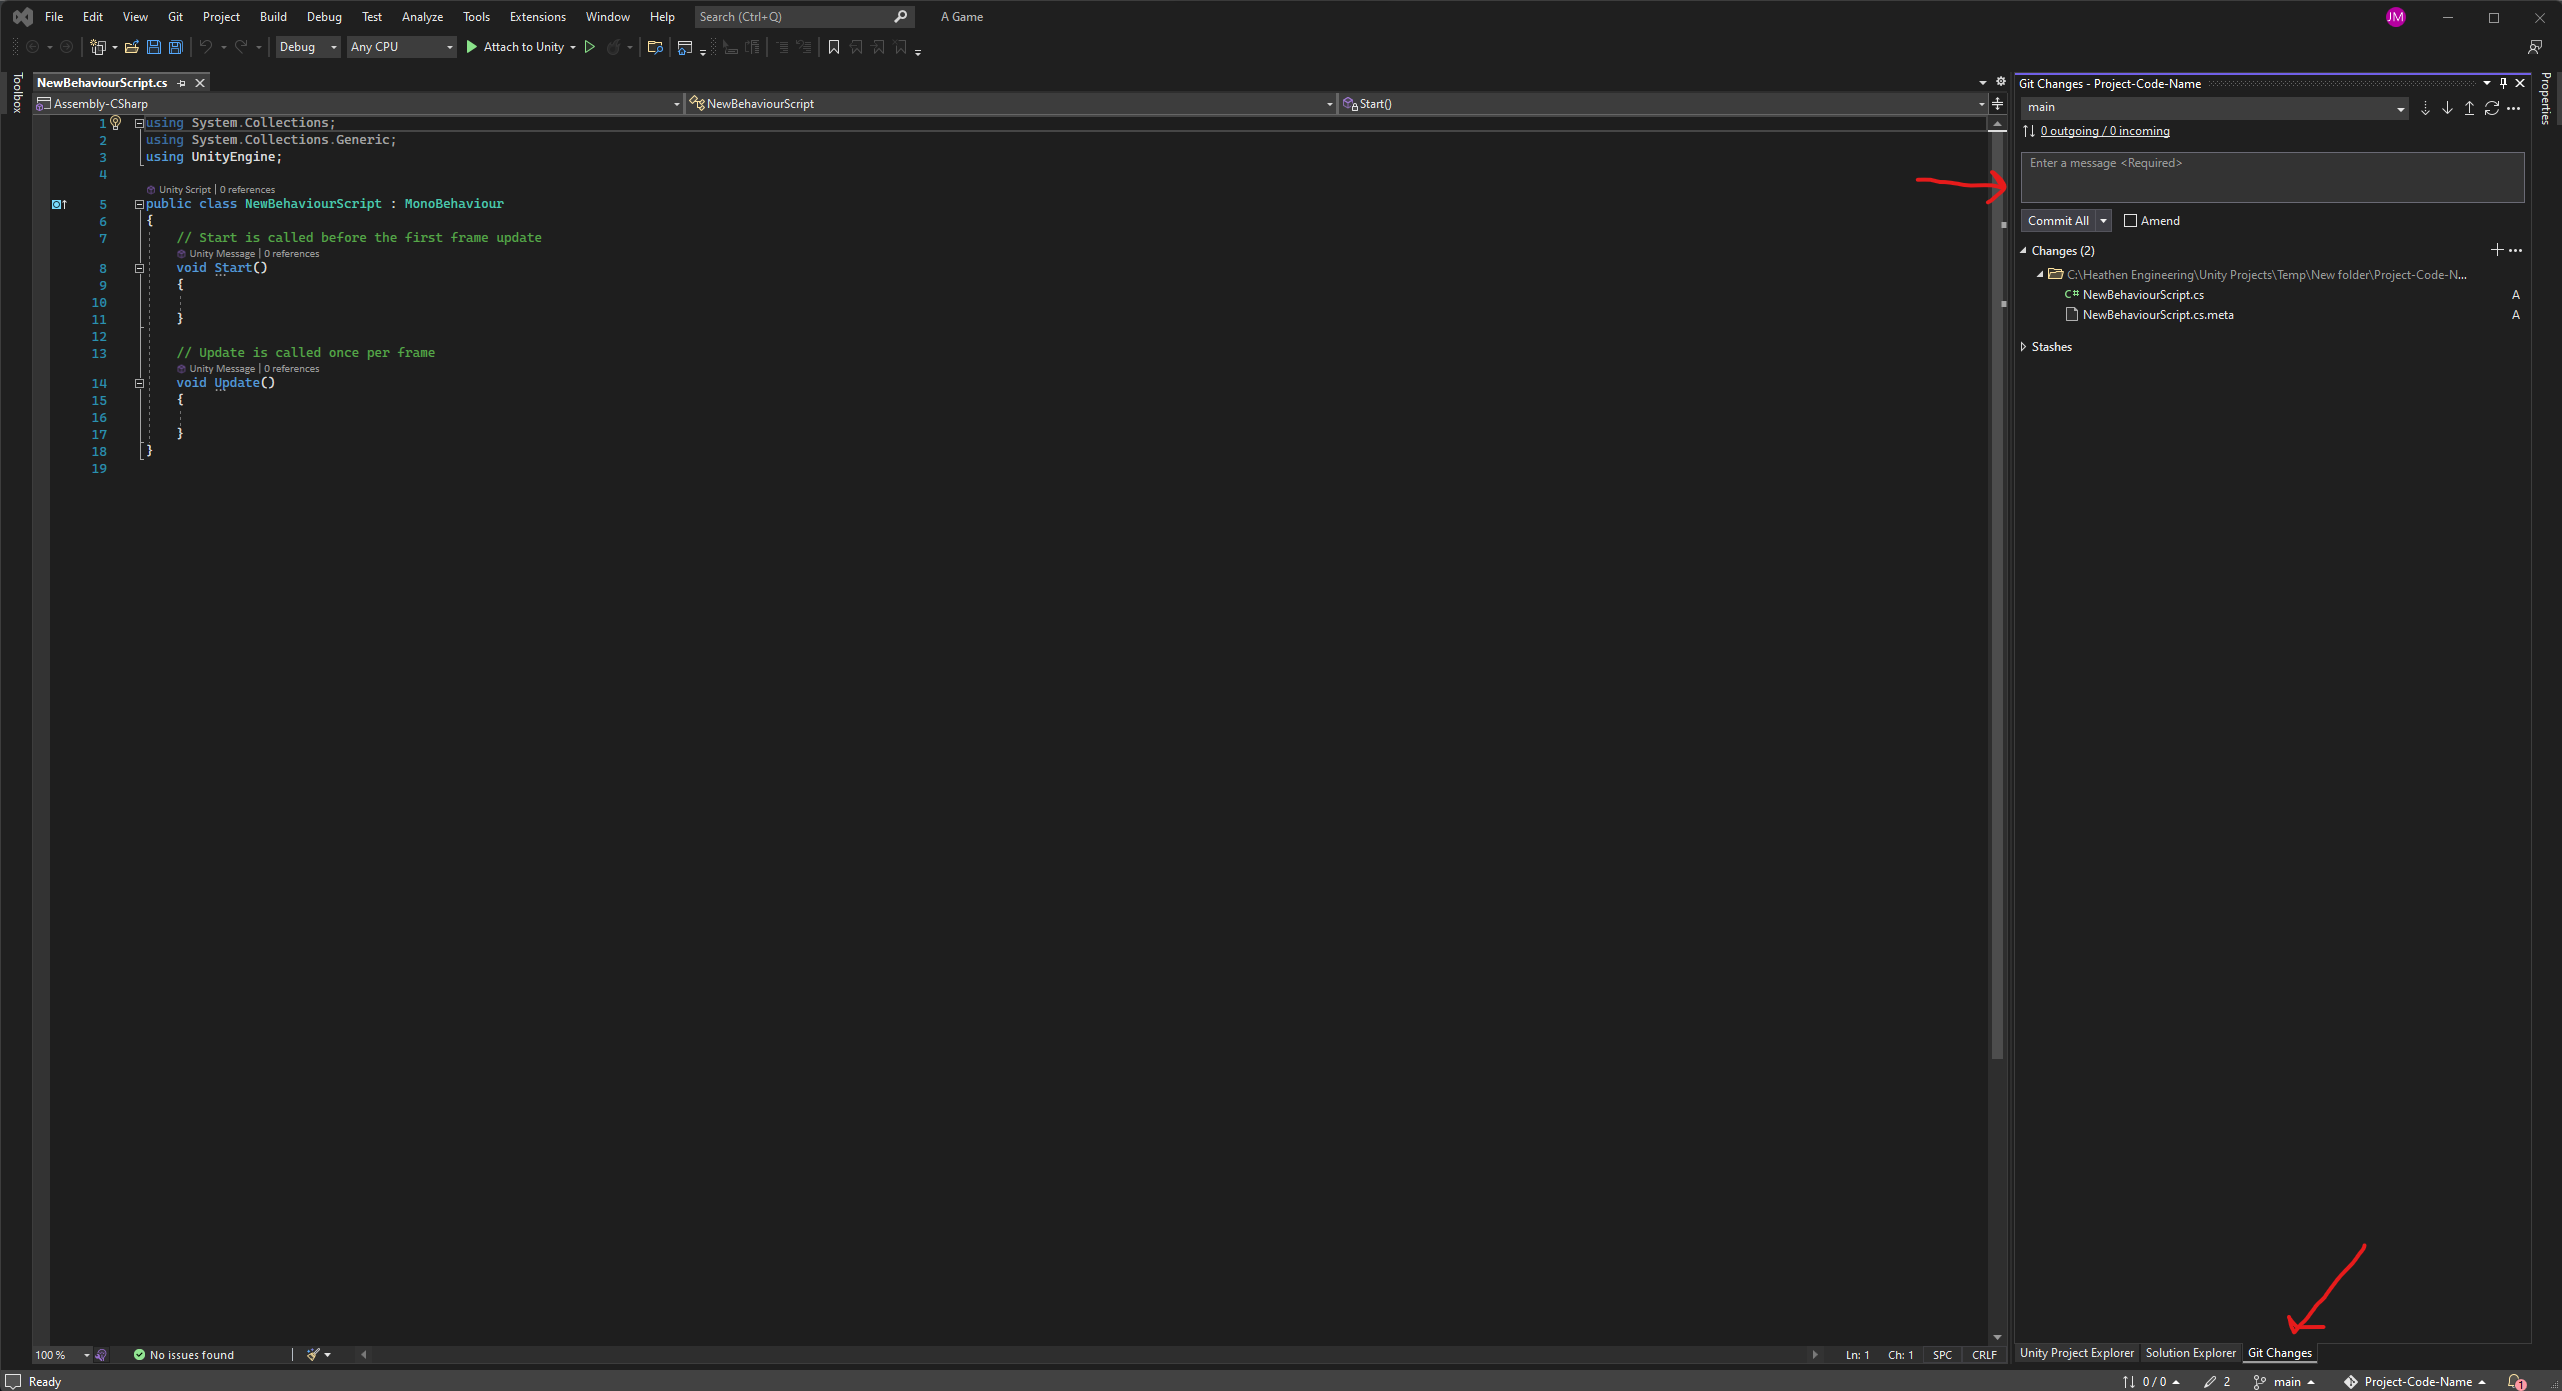 File Edit View Git Project Build Debug Test Analyze Tools Extensions Window Help Search (Ctrl+Q) A Game JM
Debug Any CPU Attach to Unity
Toolbox
NewBehaviourScript.cs
Assembly-CSharp NewBehaviourScript Start()
1 using System.Collections;
2 using System.Collections.Generic;
3 using UnityEngine;
4
Unity Script | 0 references
5 public class NewBehaviourScript : MonoBehaviour
6 {
7 // Start is called before the first frame update
Unity Message | 0 references
8 void Start()
9 {
10
11 }
12
13 // Update is called once per frame
Unity Message | 0 references
14 void Update()
15 {
16
17 }
18 }
19
100 % No issues found Ln: 1 Ch: 1 SPC CRLF
Git Changes - Project-Code-Name
main
0 outgoing / 0 incoming
Enter a message <Required>
Commit All Amend
Changes (2)
C:\Heathen Engineering\Unity Projects\Temp\New folder\Project-Code-N...
C# NewBehaviourScript.cs A
NewBehaviourScript.cs.meta A
Stashes
Unity Project Explorer Solution Explorer Git Changes
Properties
Ready 0 / 0 2 main Project-Code-Name 1